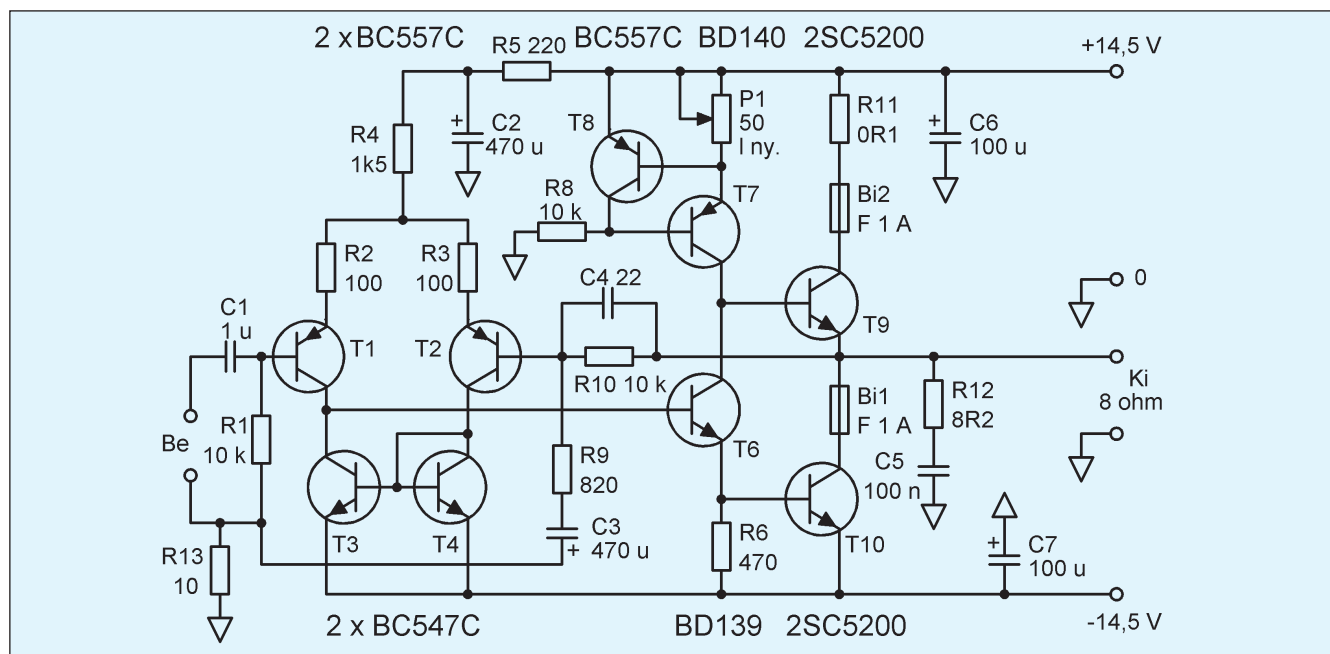 2 x BC557C
BC557C BD140 2SC5200
R5 220
+14,5 V
R4
1k5
C2
470 u
+
T8
P1
50
I ny.
R11
0R1
+
C6
100 u
R8
10 k
T7
Bi2
F 1 A
R2
100
R3
100
C4 22
0
C1
1 u
T1
T2
T9
R10 10 k
Ki
8 ohm
Be
R1
10 k
R9
820
T6
Bi1
F 1 A
R12
8R2
C5
100 n
T3
T4
C3
470 u
+
R6
470
T10
+
C7
100 u
R13
10
2 x BC547C
BD139 2SC5200
-14,5 V